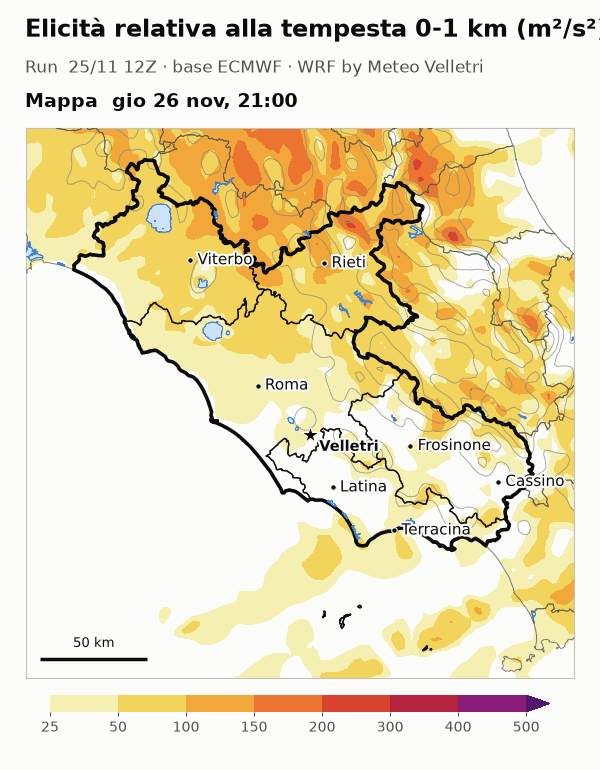 Elicità relativa alla tempesta 0-1 km (m²/s²)
Run 25/11 12Z · base ECMWF · WRF by Meteo Velletri
Mappa gio 26 nov, 21:00
Viterbo
Rieti
Roma
Velletri
Frosinone
Latina
Cassino
Terracina
50 km
25 50 100 150 200 300 400 500